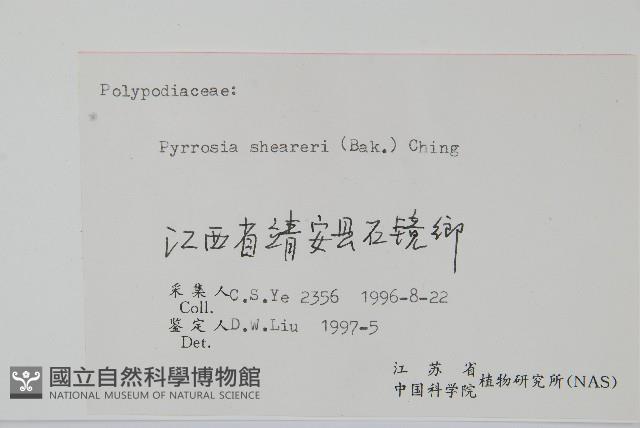 Polypodiaceae:
Pyrrosia sheareri (Bak.) Ching
江西省靖安县石镜鄉
采集人C.S.Ye 2356 1996-8-22
Coll.
鉴定人D.W.Liu 1997-5
Det.
江苏省
中国科学院植物研究所(NAS)
國立自然科學博物館
NATIONAL MUSEUM OF NATURAL SCIENCE